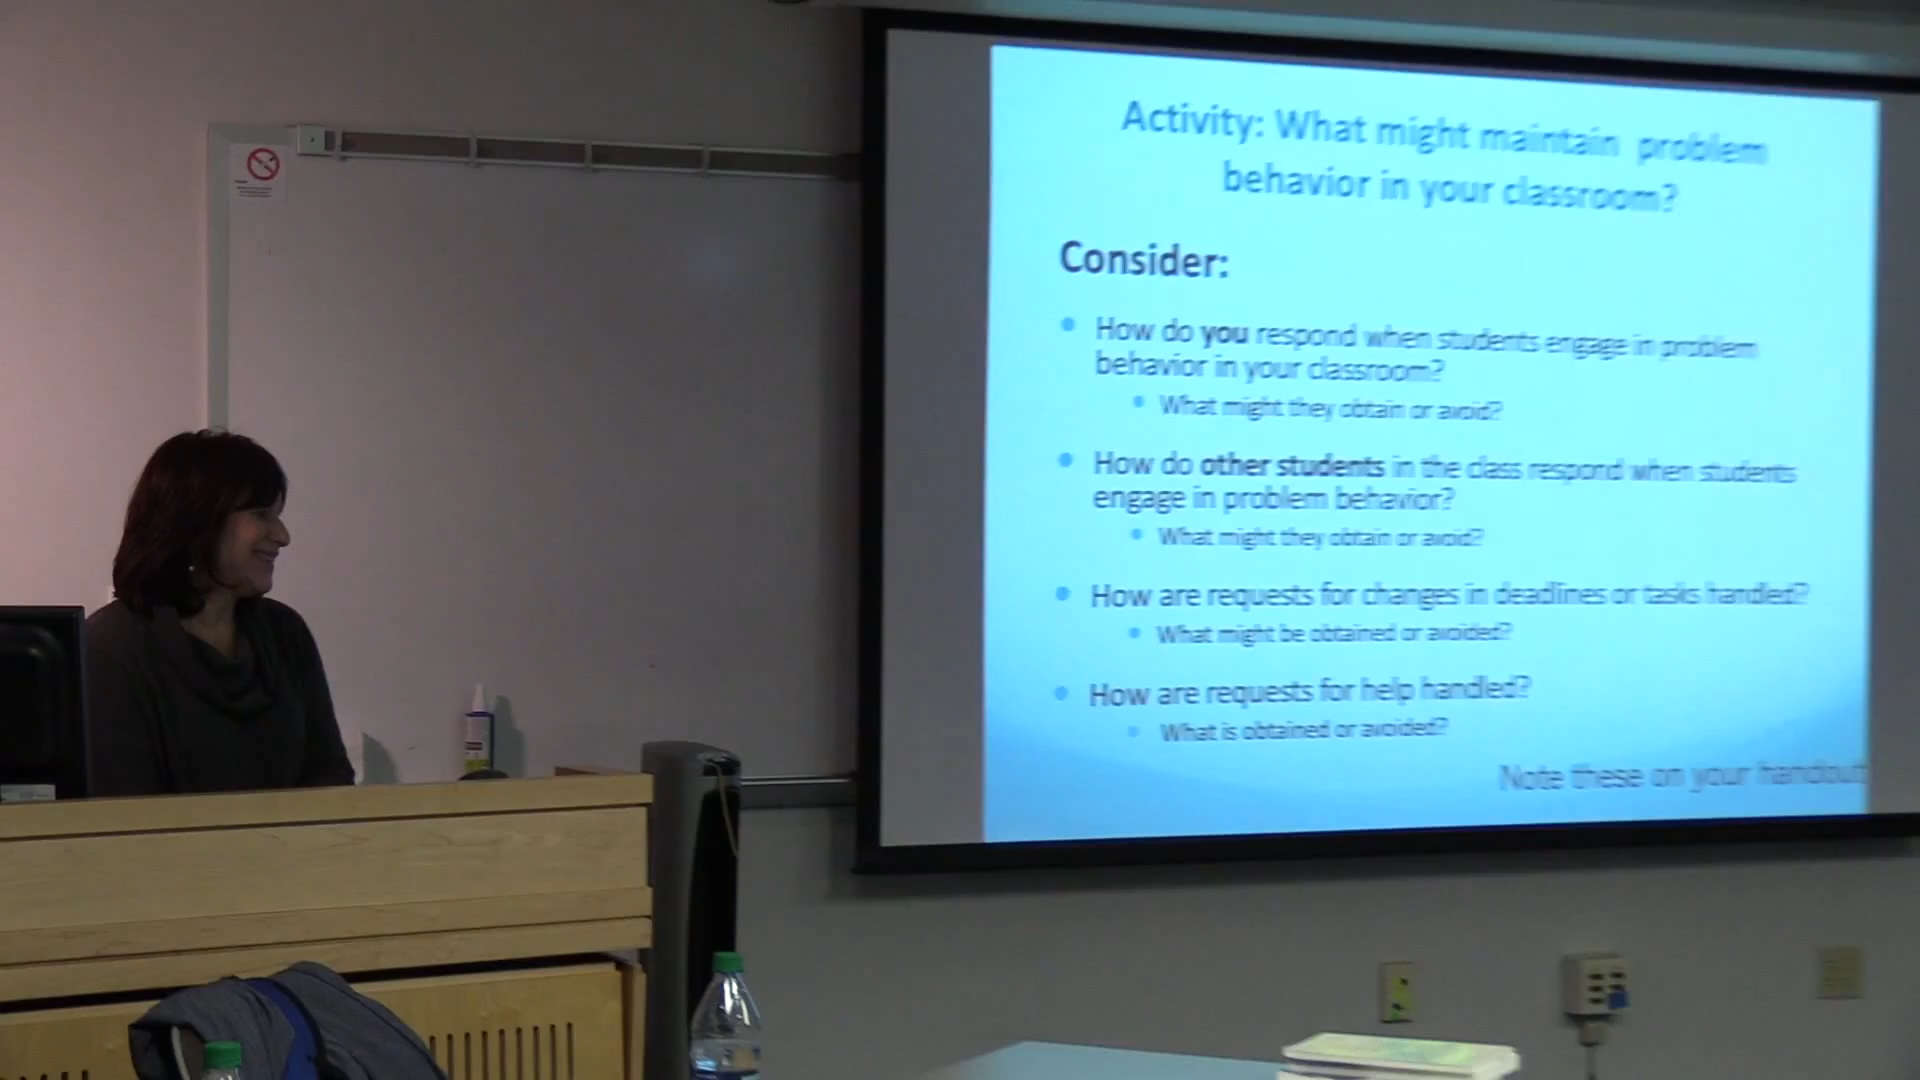 Activity: What might maintain problem
behavior in your classroom?
Consider:
How do you respond when students engage in problem
behavior in your classroom?
What might they obtain or avoid?
How do other students in the class respond when students
engage in problem behavior?
What might they obtain or avoid?
How are requests for changes in deadlines or tasks handled?
What might be obtained or avoided?
How are requests for help handled?
What is obtained or avoided?
Note these on your handout